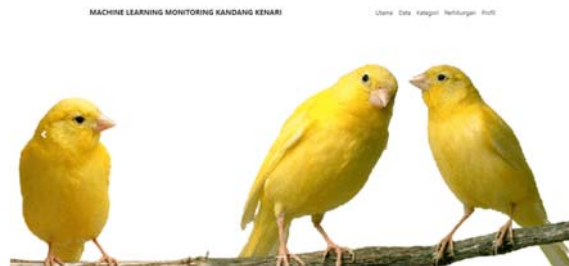 MACHINE LEARNING MONITORING KANDANG KENARI
Utama Data Kategori Perhitungan Profil